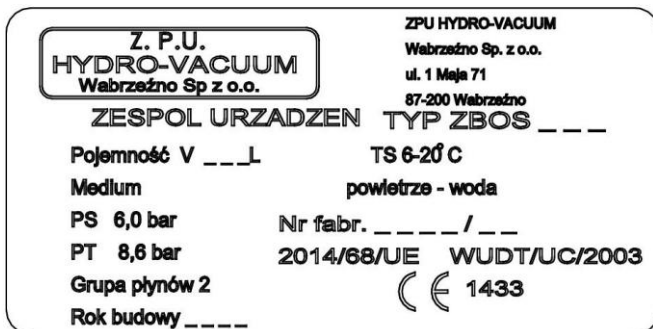 Z. P.U.
HYDRO-VACUUM
Wabrzeźno Sp z o.o.
ZPU HYDRO-VACUUM
Wabrzeźno Sp. z o.o.
ul. 1 Maja 71
87-200 Wabrzeźno
ZESPOL URZADZEN TYP ZBOS _ _ _
Pojemność V _ _ _L TS 6-20°C
Medium powietrze - woda
PS 6,0 bar Nr fabr. _ _ _ _ / _ _
PT 8,6 bar 2014/68/UE WUDT/UC/2003
Grupa płynów 2 CE 1433
Rok budowy _ _ _ _